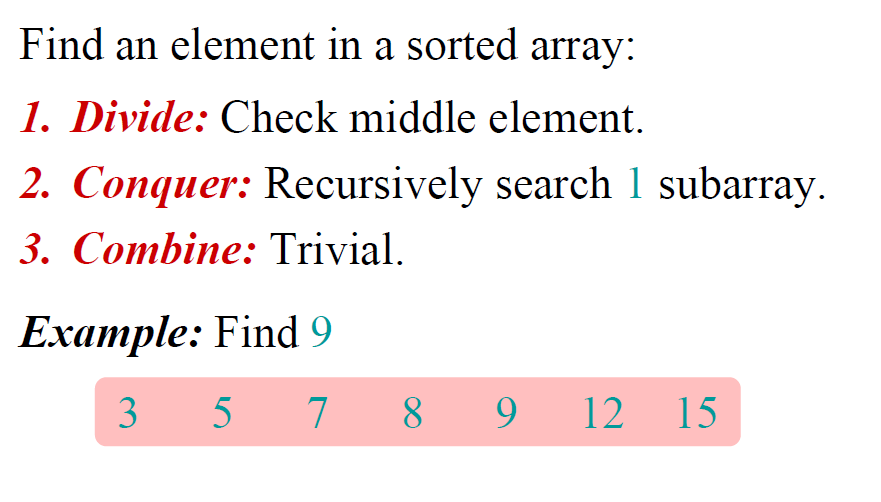 Find an element in a sorted array:
1. Divide: Check middle element.
2. Conquer: Recursively search 1 subarray.
3. Combine: Trivial.
Example: Find 9
3 5 7 8 9 12 15